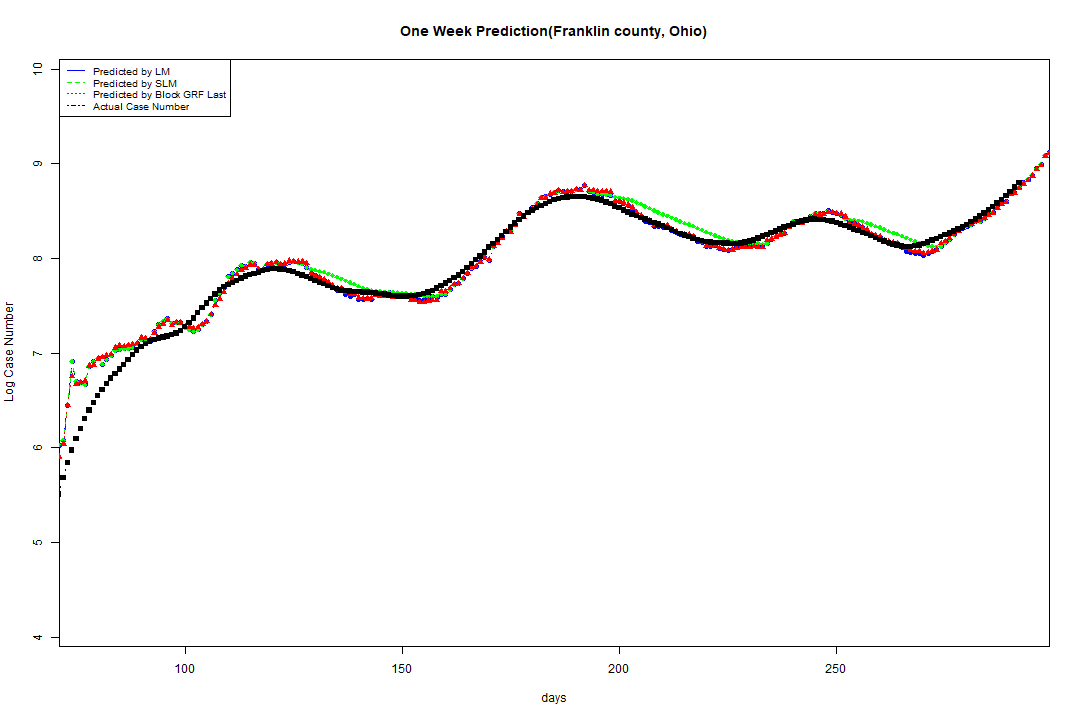 One Week Prediction(Franklin county, Ohio)
Predicted by LM
Predicted by SLM
Predicted by Block GRF Last
Actual Case Number
10
9
8
7
6
5
4
Log Case Number
100 150 200 250
days